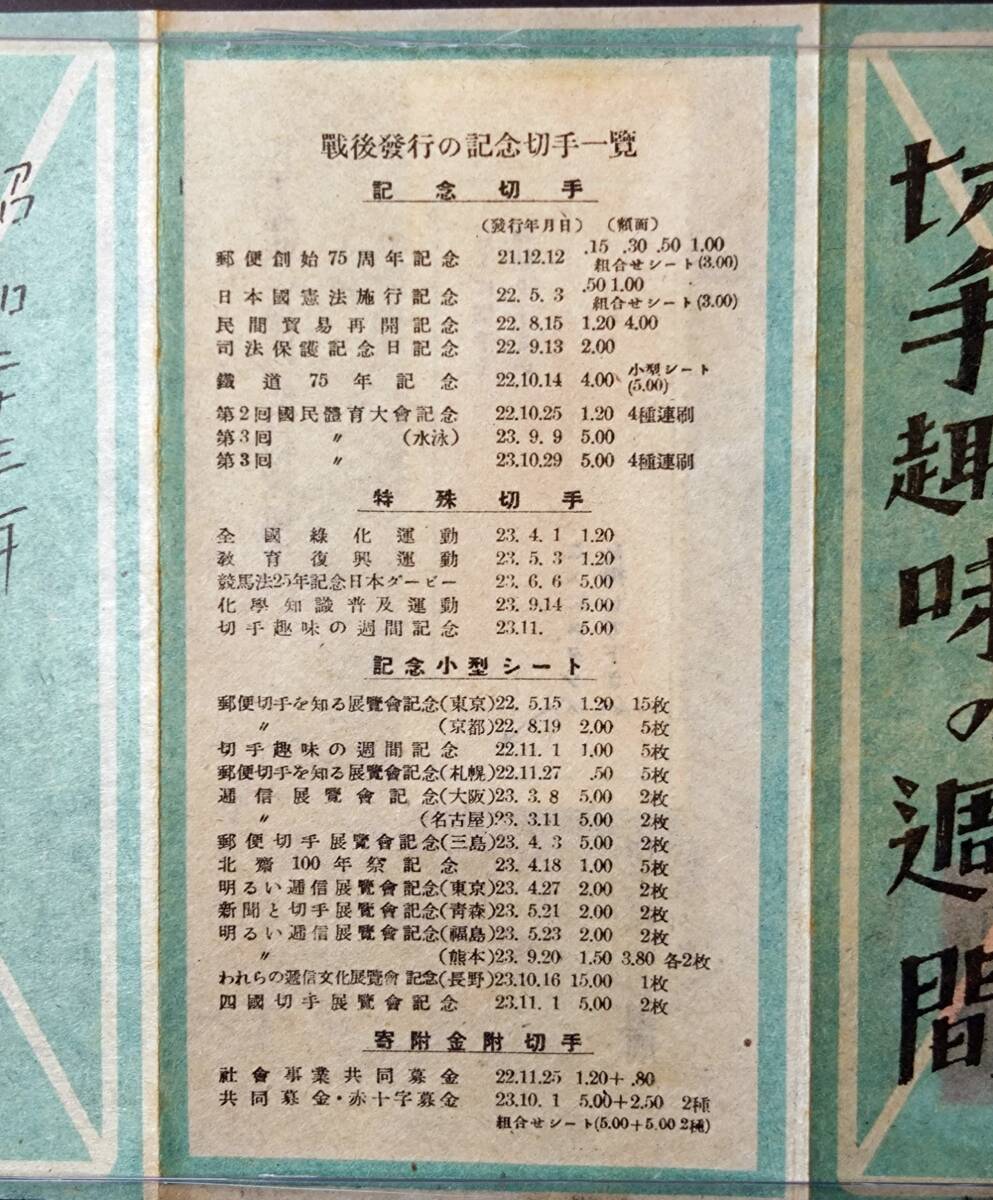 戰後發行の記念切手一覽
記念切手
(發行年月日) (額面)
郵便創始75周年記念 21.12.12 .15 .30 .50 1.00
組合せシート(3.00)
日本國憲法施行記念 22. 5. 3 .50 1.00
組合せシート(3.00)
民間貿易再開記念 22. 8.15 1.20 4.00
司法保護記念日記念 22. 9.13 2.00
鐵道75年記念 22.10.14 4.00 小型シート
(5.00)
第2回國民體育大會記念 22.10.25 1.20 4種連刷
第3回 〃 (水泳) 23. 9. 9 5.00
第3回 〃 23.10.29 5.00 4種連刷
特殊切手
全國綠化運動 23. 4. 1 1.20
敎育復興運動 23. 5. 3 1.20
競馬法25年記念日本ダービー 23. 6. 6 5.00
化學知識普及運動 23. 9.14 5.00
切手趣味の週間記念 23.11. 5.00
記念小型シート
郵便切手を知る展覽會記念(東京)22. 5.15 1.20 15枚
〃 (京都)22. 8.19 2.00 5枚
切手趣味の週間記念 22.11. 1 1.00 5枚
郵便切手を知る展覽會記念(札幌)22.11.27 .50 5枚
遞信展覽會記念(大阪)23. 3. 8 5.00 2枚
〃 (名古屋)23. 3.11 5.00 2枚
郵便切手展覽會記念(三島)23. 4. 3 5.00 2枚
北齋100年祭記念 23. 4.18 1.00 5枚
明るい遞信展覽會記念(東京)23. 4.27 2.00 2枚
新聞と切手展覽會記念(靑森)23. 5.21 2.00 2枚
明るい遞信展覽會記念(福島)23. 5.23 2.00 2枚
〃 (熊本)23. 9.20 1.50 3.80 各2枚
われらの遞信文化展覽會記念(長野)23.10.16 15.00 1枚
四國切手展覽會記念 23.11. 1 5.00 2枚
寄附金附切手
社會事業共同募金 22.11.25 1.20+ .80
共同募金・赤十字募金 23.10. 1 5.00+2.50 2種
組合せシート(5.00+5.00 2種)
切手趣味の週間
昭和二十三年